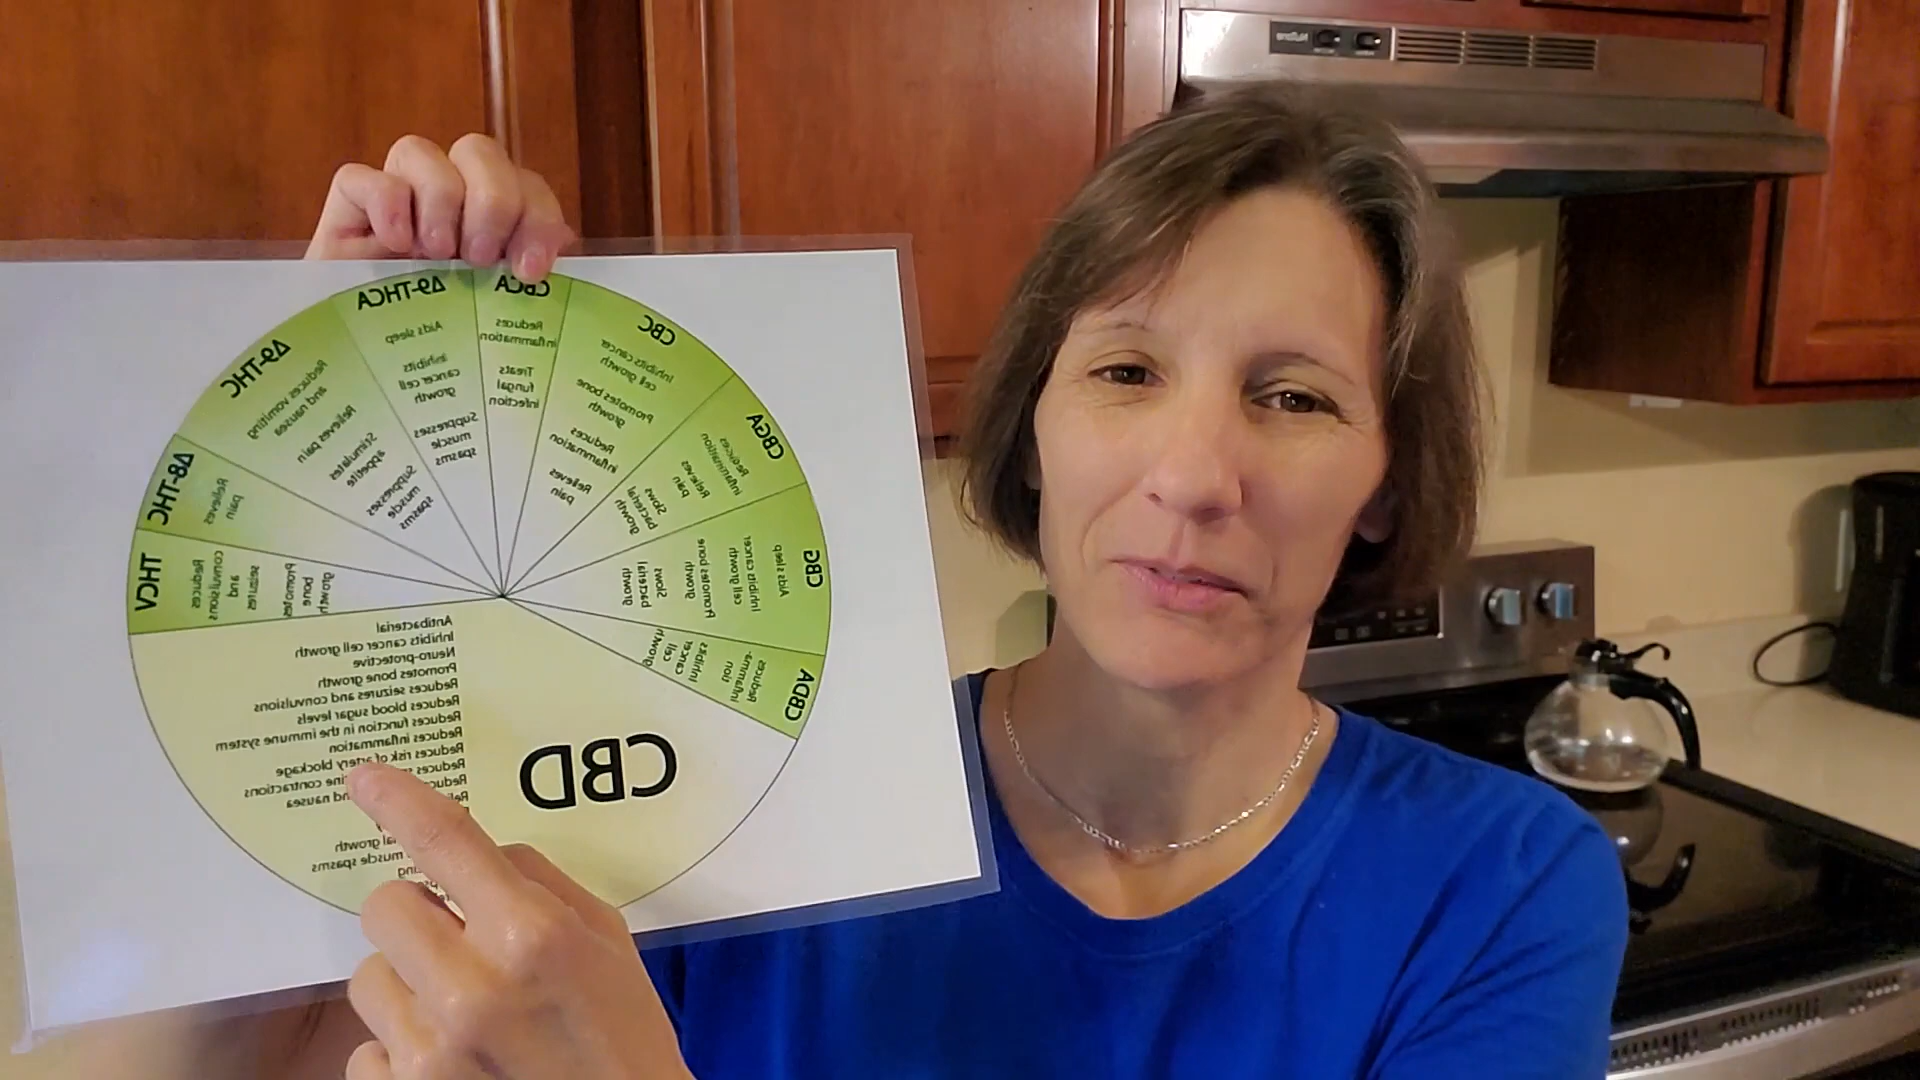 NuTone
Δ9-THCA
Aids sleep
Inhibits
cancer cell
growth
Suppresses
muscle
spasms
CBCA
Reduces
inflammation
Treats
fungal
infection
CBC
Inhibits cancer
cell growth
Promotes bone
growth
Reduces
inflammation
Relieves
pain
Δ9-THC
Reduces vomiting
and nausea
Relieves pain
Stimulates
appetite
Suppresses
muscle
spasms
CBGA
Reduces
inflammation
Relieves
pain
Slows
bacterial
growth
Δ8-THC
Relieves
pain
CBG
Aids sleep
Inhibits cancer
cell growth
Promotes bone
growth
Slows
bacterial
growth
THCV
Reduces
convulsions
and
seizures
Promotes
bone
growth
CBDA
Reduces
inflamma-
tion
Inhibits
cancer
cell
growth
Antibacterial
Inhibits cancer cell growth
Neuro-protective
Promotes bone growth
Reduces seizures and convulsions
Reduces blood sugar levels
Reduces function in the immune system
Reduces inflammation
Reduces risk of artery blockage
Reduces contractions
nausea
growth
muscle spasms
CBD